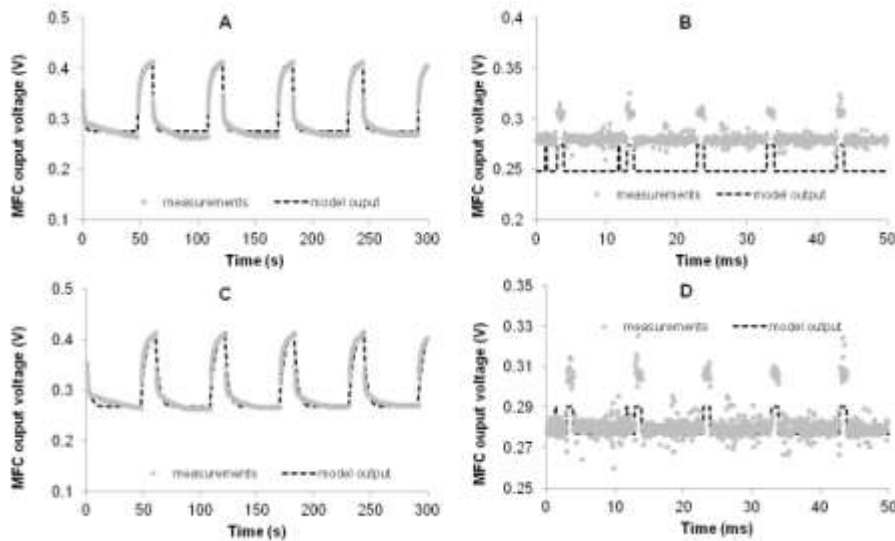 A
MFC ouput voltage (V)
0.5
0.4
0.3
0.2
0.1
measurements
model ouput
0 50 100 150 200 250 300
Time (s)
B
MFC ouput voltage (V)
0.4
0.35
0.3
0.25
0.2
measurements
model output
0 10 20 30 40 50
Time (ms)
C
MFC ouput voltage (V)
0.5
0.4
0.3
0.2
0.1
measurements
model output
0 50 100 150 200 250 300
Time (s)
D
MFC ouput voltage (V)
0.35
0.33
0.31
0.29
0.27
0.25
measurements
model output
0 10 20 30 40 50
Time (ms)